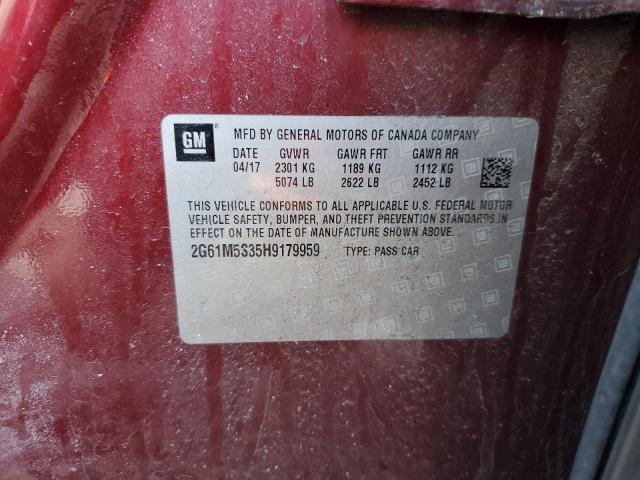 GM
MFD BY GENERAL MOTORS OF CANADA COMPANY
DATE GVWR GAWR FRT GAWR RR
04/17 2301 KG 1189 KG 1112 KG
5074 LB 2622 LB 2452 LB
THIS VEHICLE CONFORMS TO ALL APPLICABLE U.S. FEDERAL MOTOR
VEHICLE SAFETY, BUMPER, AND THEFT PREVENTION STANDARDS IN
EFFECT ON THE DATE OF MANUFACTURE SHOWN ABOVE.
2G61M5S35H9179959 TYPE: PASS CAR